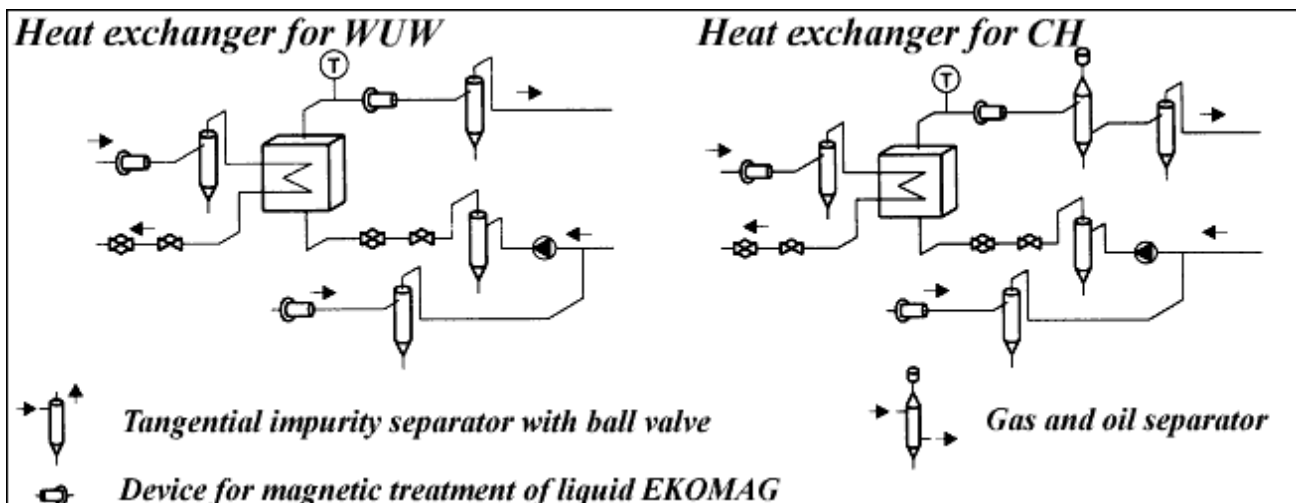 Heat exchanger for WUW
Heat exchanger for CH
T
T
Tangential impurity separator with ball valve
Gas and oil separator
Device for magnetic treatment of liquid EKOMAG